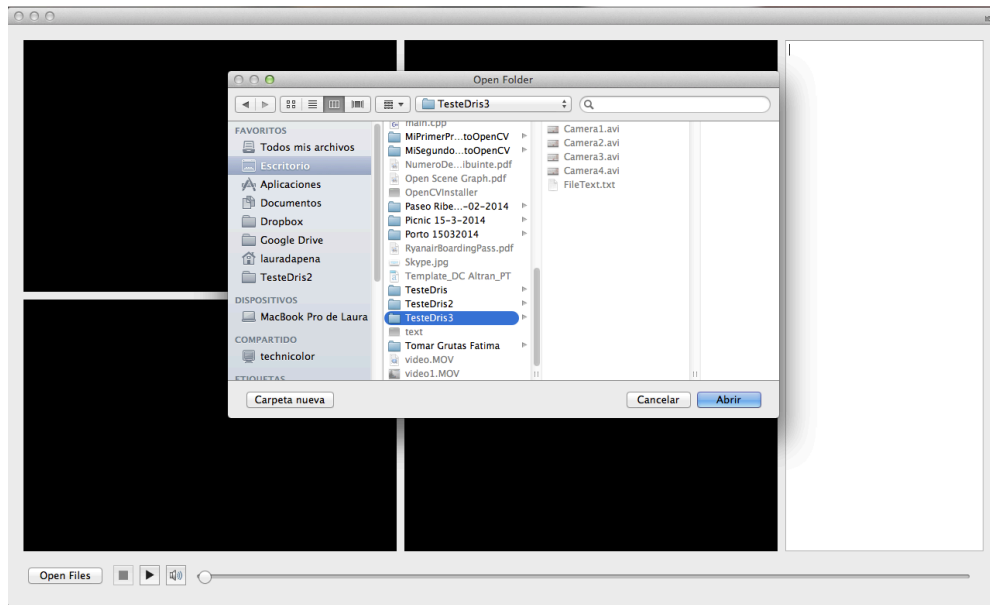 Open Folder
TesteDris3
FAVORITOS
Todos mis archivos
Escritorio
Aplicaciones
Documentos
Dropbox
Google Drive
lauradapena
TesteDris2
DISPOSITIVOS
MacBook Pro de Laura
COMPARTIDO
technicolor
ETIQUETAS
main.cpp
MiPrimerPr...toOpenCV
MiSegundo...toOpenCV
NumeroDe...ibuinte.pdf
Open Scene Graph.pdf
OpenCVInstaller
Paseo Ribe...-02-2014
Picnic 15-3-2014
Porto 15032014
RyanairBoardingPass.pdf
Skype.jpg
Template_DC Altran_PT
TesteDris
TesteDris2
TesteDris3
text
Tomar Grutas Fatima
video.MOV
video1.MOV
Camera1.avi
Camera2.avi
Camera3.avi
Camera4.avi
FileText.txt
Carpeta nueva
Cancelar
Abrir
Open Files